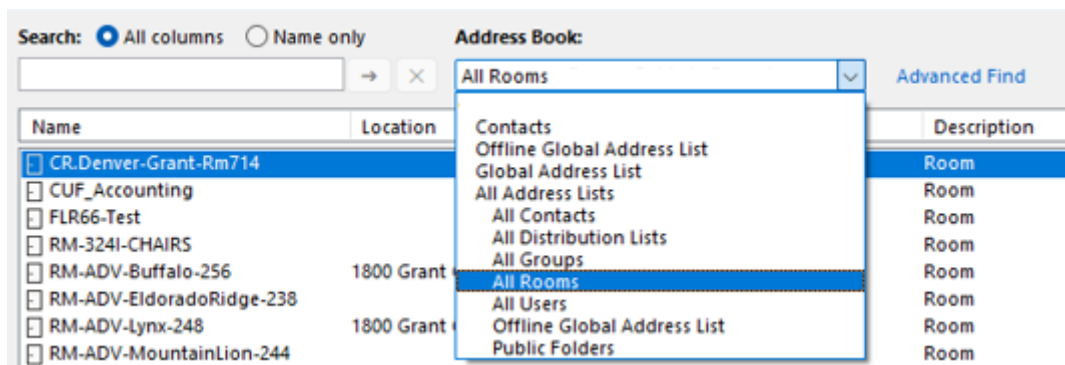 Search: All columns Name only Address Book:
All Rooms Advanced Find
Name Location Description
Contacts
Offline Global Address List
Global Address List
All Address Lists
All Contacts
All Distribution Lists
All Groups
All Rooms
All Users
Offline Global Address List
Public Folders
CR.Denver-Grant-Rm714 Room
CUF_Accounting Room
FLR66-Test Room
RM-324I-CHAIRS Room
RM-ADV-Buffalo-256 1800 Grant Room
RM-ADV-EldoradoRidge-238 Room
RM-ADV-Lynx-248 1800 Grant Room
RM-ADV-MountainLion-244 Room